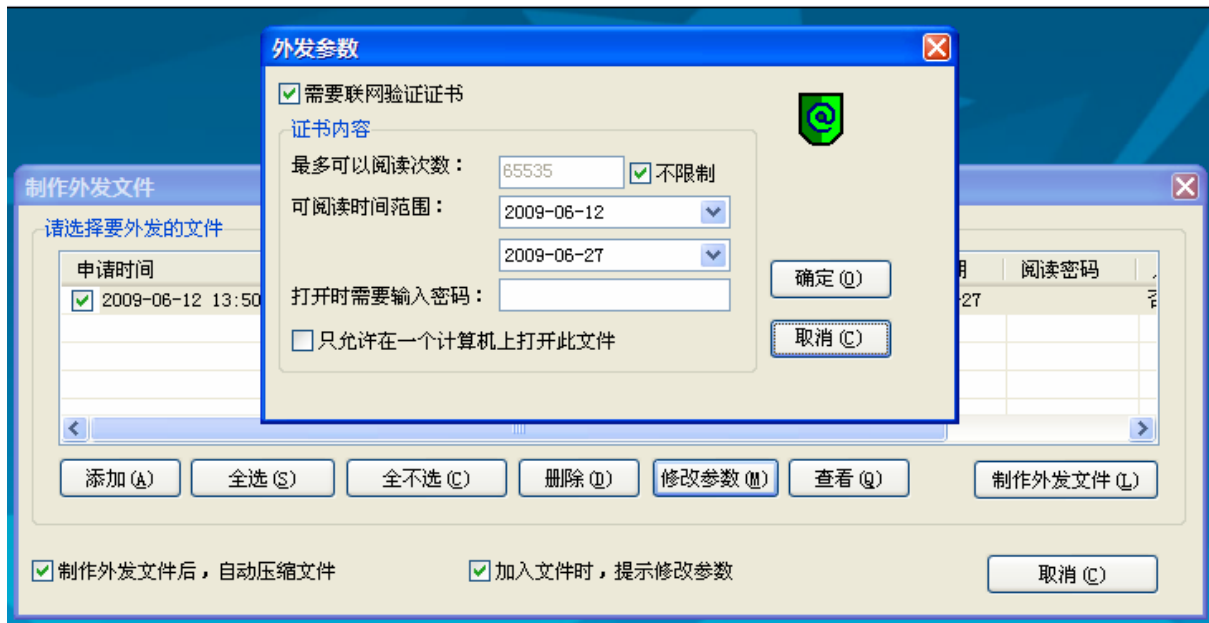 外发参数
需要联网验证证书
证书内容
最多可以阅读次数：
65535
不限制
可阅读时间范围：
2009-06-12
2009-06-27
打开时需要输入密码：
只允许在一个计算机上打开此文件
确定(O)
取消(C)
制作外发文件
请选择要外发的文件
申请时间
阅读密码
2009-06-12 13:50
-27
添加(A)
全选(S)
全不选(C)
删除(D)
修改参数(M)
查看(Q)
制作外发文件(L)
制作外发文件后，自动压缩文件
加入文件时，提示修改参数
取消(C)